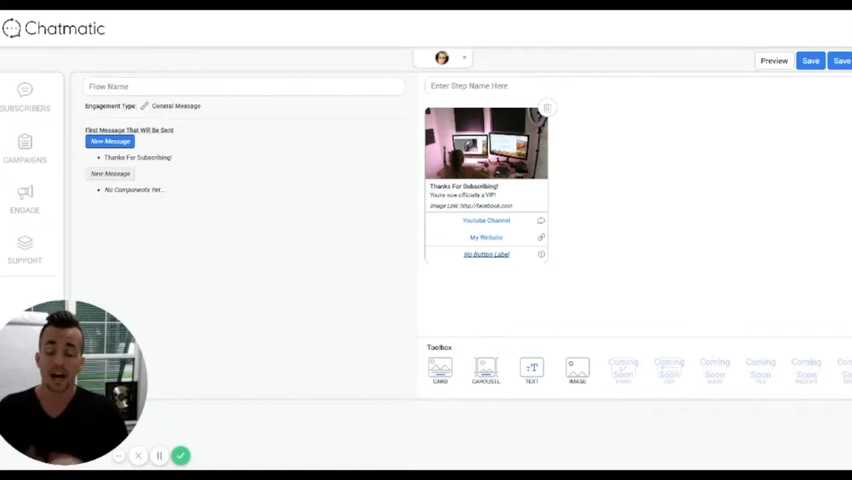 Chatmatic
Preview
Save
Save
SUBSCRIBERS
CAMPAIGNS
ENGAGE
SUPPORT
Flow Name
Engagement Type: General Message
First Message That Will Be Sent
New Message
Thanks For Subscribing!
New Message
No Components Yet...
Enter Step Name Here
Thanks For Subscribing!
You're now officially a VIP!
Image Link: http://facebook.com
Youtube Channel
My Website
No Button Label
Toolbox
CARD
CAROUSEL
TEXT
IMAGE
Coming
Soon
Coming
Soon
Coming
Soon
Coming
Soon
Coming
Soon
Coming
Soon